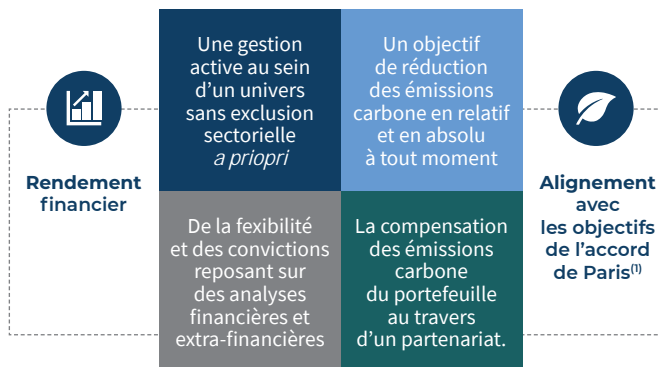 Rendement
financier
Une gestion
active au sein
d’un univers
sans exclusion
sectorielle
a priopri
Un objectif
de réduction
des émissions
carbone en relatif
et en absolu
à tout moment
De la fexibilité
et des convictions
reposant sur
des analyses
financières et
extra-financières
La compensation
des émissions
carbone
du portefeuille
au travers
d’un partenariat.
Alignement
avec
les objectifs
de l’accord
de Paris(1)